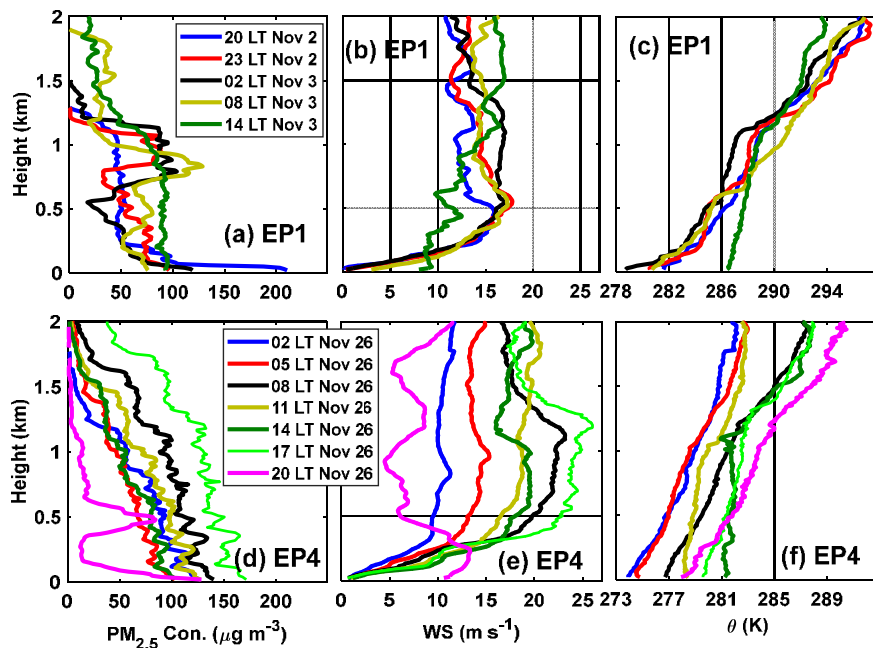 (b) EP1
(c) EP1
20 LT Nov 2
23 LT Nov 2
02 LT Nov 3
08 LT Nov 3
14 LT Nov 3
(a) EP1
Height (km)
2
1.5
1
0.5
0
0 50 100 150 200
0 5 10 15 20 25
278 282 286 290 294
02 LT Nov 26
05 LT Nov 26
08 LT Nov 26
11 LT Nov 25
14 LT Nov 26
17 LT Nov 26
20 LT Nov 26
(d) EP4
(e) EP4
(f) EP4
Height (km)
2
1.5
1
0.5
0
0 50 100 150 200
0 5 10 15 20 25
273 277 281 285 289
PM2.5 Con. (μg m⁻³)
WS (m s⁻¹)
θ (K)